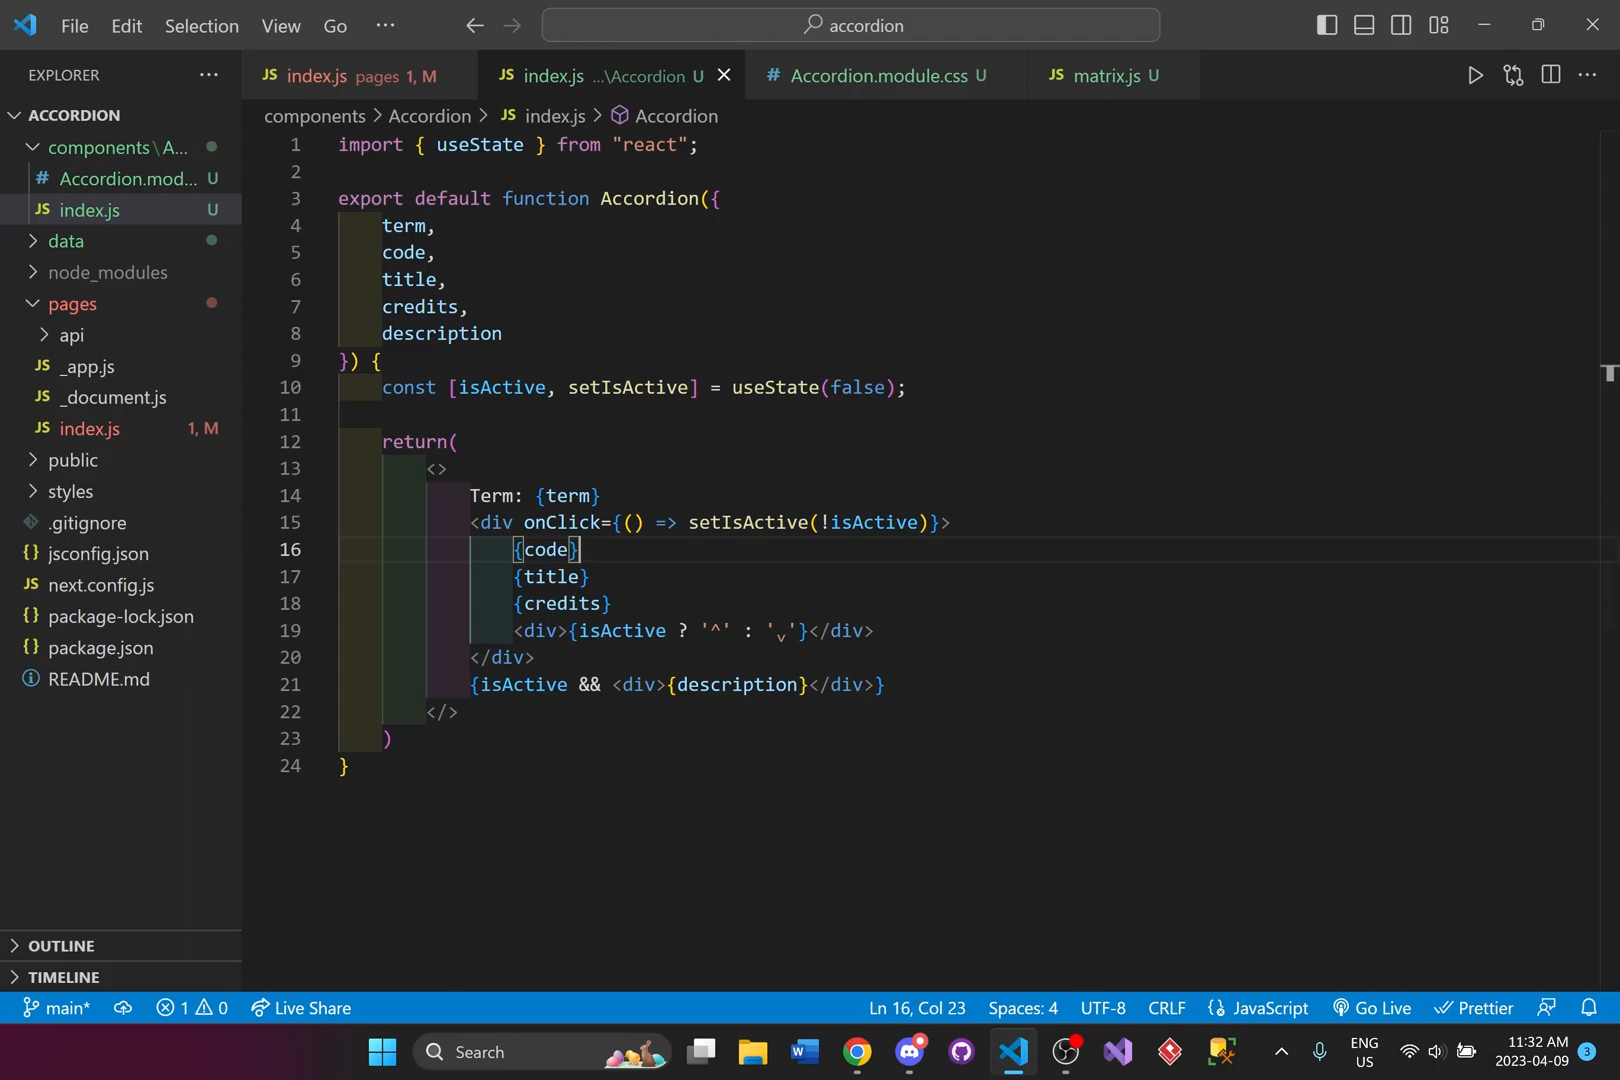 File Edit Selection View Go ··· accordion
EXPLORER ···
ACCORDION
components\A...
# Accordion.mod... U
JS index.js U
data
node_modules
pages
api
JS _app.js
JS _document.js
JS index.js 1, M
public
styles
.gitignore
{} jsconfig.json
JS next.config.js
{} package-lock.json
{} package.json
README.md
OUTLINE
TIMELINE
JS index.js pages 1, M JS index.js ...\Accordion U # Accordion.module.css U JS matrix.js U
components > Accordion > JS index.js > Accordion
1 import { useState } from "react";
2
3 export default function Accordion({
4 term,
5 code,
6 title,
7 credits,
8 description
9 }) {
10 const [isActive, setIsActive] = useState(false);
11
12 return(
13 <>
14 Term: {term}
15 <div onClick={() => setIsActive(!isActive)}>
16 {code}
17 {title}
18 {credits}
19 <div>{isActive ? '^' : '˯'}</div>
20 </div>
21 {isActive && <div>{description}</div>}
22 </>
23 )
24 }
main* 1 0 Live Share Ln 16, Col 23 Spaces: 4 UTF-8 CRLF {} JavaScript Go Live Prettier
Search ENG US 11:32 AM 2023-04-09 3